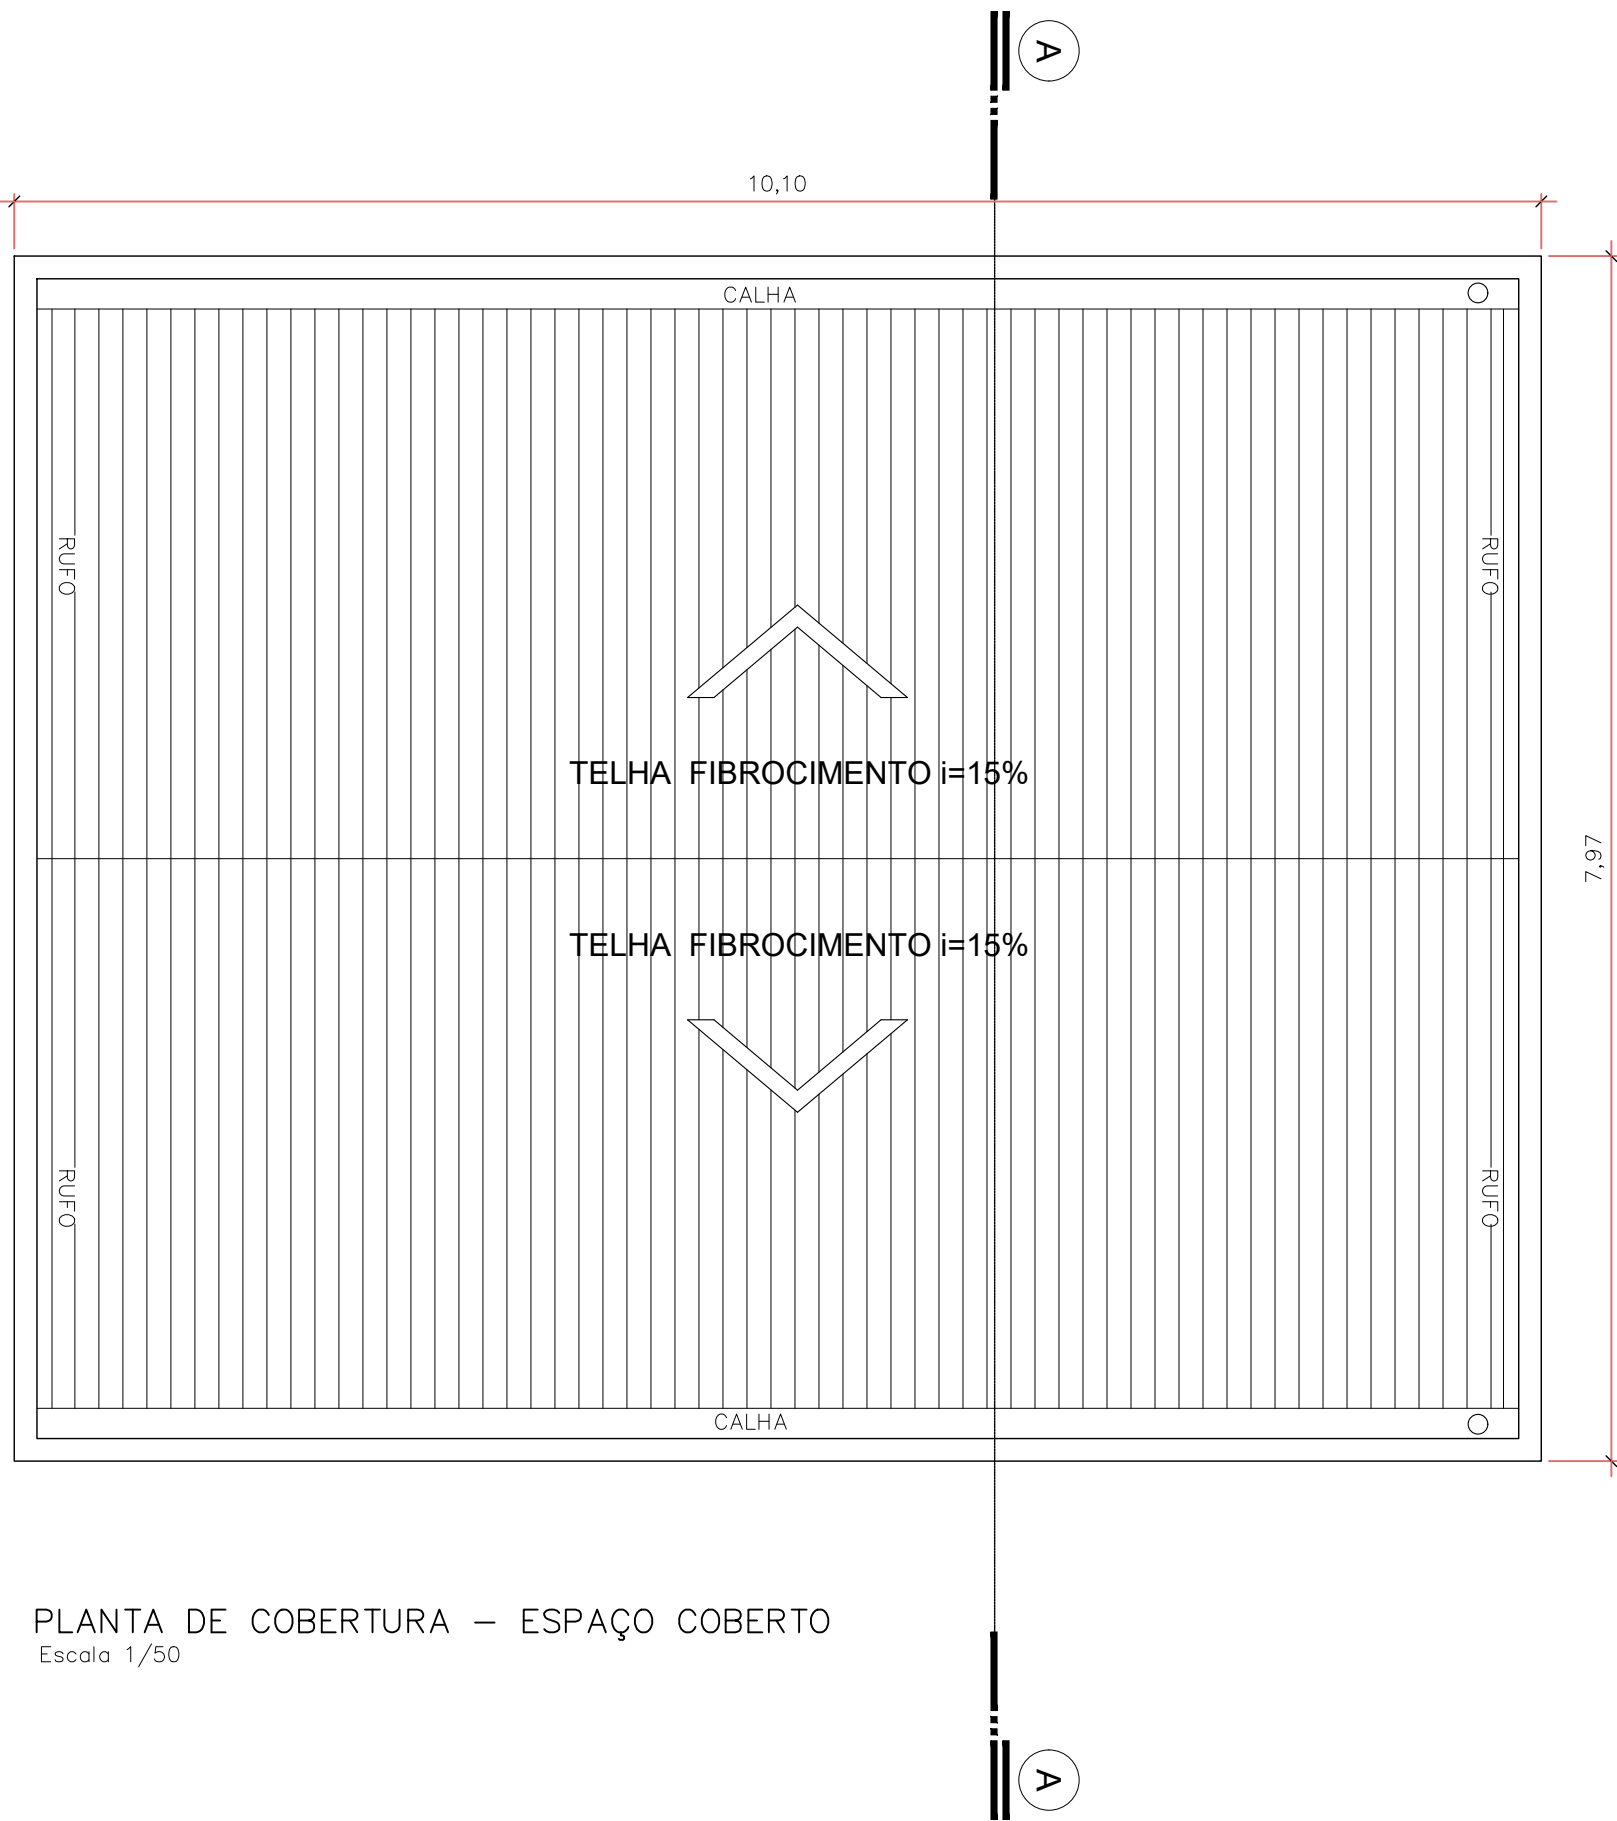 A
10,10
CALHA
RUFO
RUFO
TELHA FIBROCIMENTO i=15%
7,97
TELHA FIBROCIMENTO i=15%
RUFO
RUFO
CALHA
PLANTA DE COBERTURA – ESPAÇO COBERTO
Escala 1/50
A